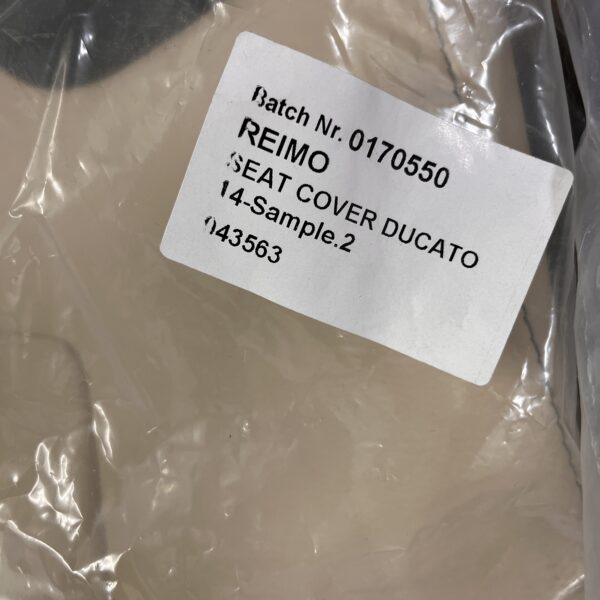 Batch Nr. 0170550
REIMO
SEAT COVER DUCATO
14-Sample.2
043563